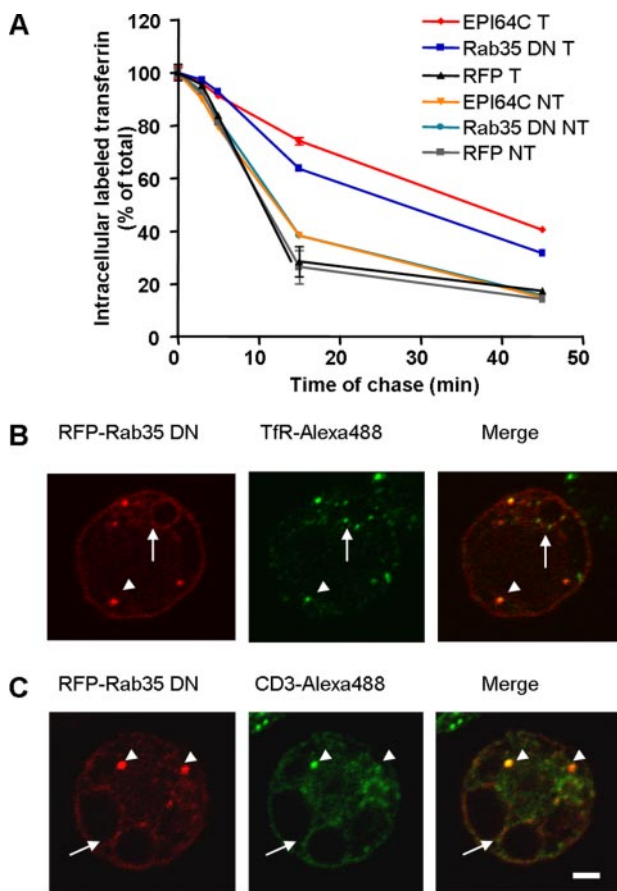 A
EPI64C T
Rab35 DN T
RFP T
EPI64C NT
Rab35 DN NT
RFP NT
Intracellular labeled transferrin
(% of total)
120
100
80
60
40
20
0
0 10 20 30 40 50
Time of chase (min)
B
RFP-Rab35 DN TfR-Alexa488 Merge
C
RFP-Rab35 DN CD3-Alexa488 Merge